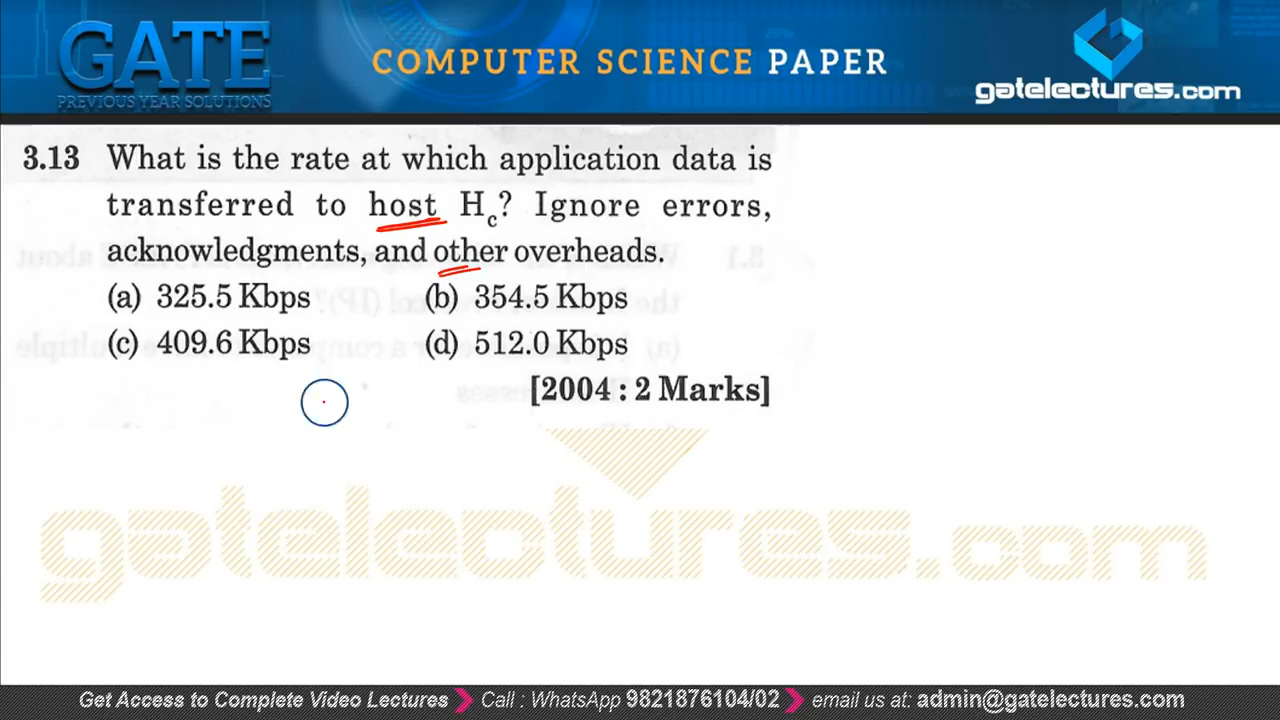 GATE
PREVIOUS YEAR SOLUTIONS
COMPUTER SCIENCE PAPER
gatelectures.com
3.13 What is the rate at which application data is
transferred to host Hc? Ignore errors,
acknowledgments, and other overheads.
(a) 325.5 Kbps (b) 354.5 Kbps
(c) 409.6 Kbps (d) 512.0 Kbps
[2004 : 2 Marks]
gatelectures.com
Get Access to Complete Video Lectures Call : WhatsApp 9821876104/02 email us at: admin@gatelectures.com